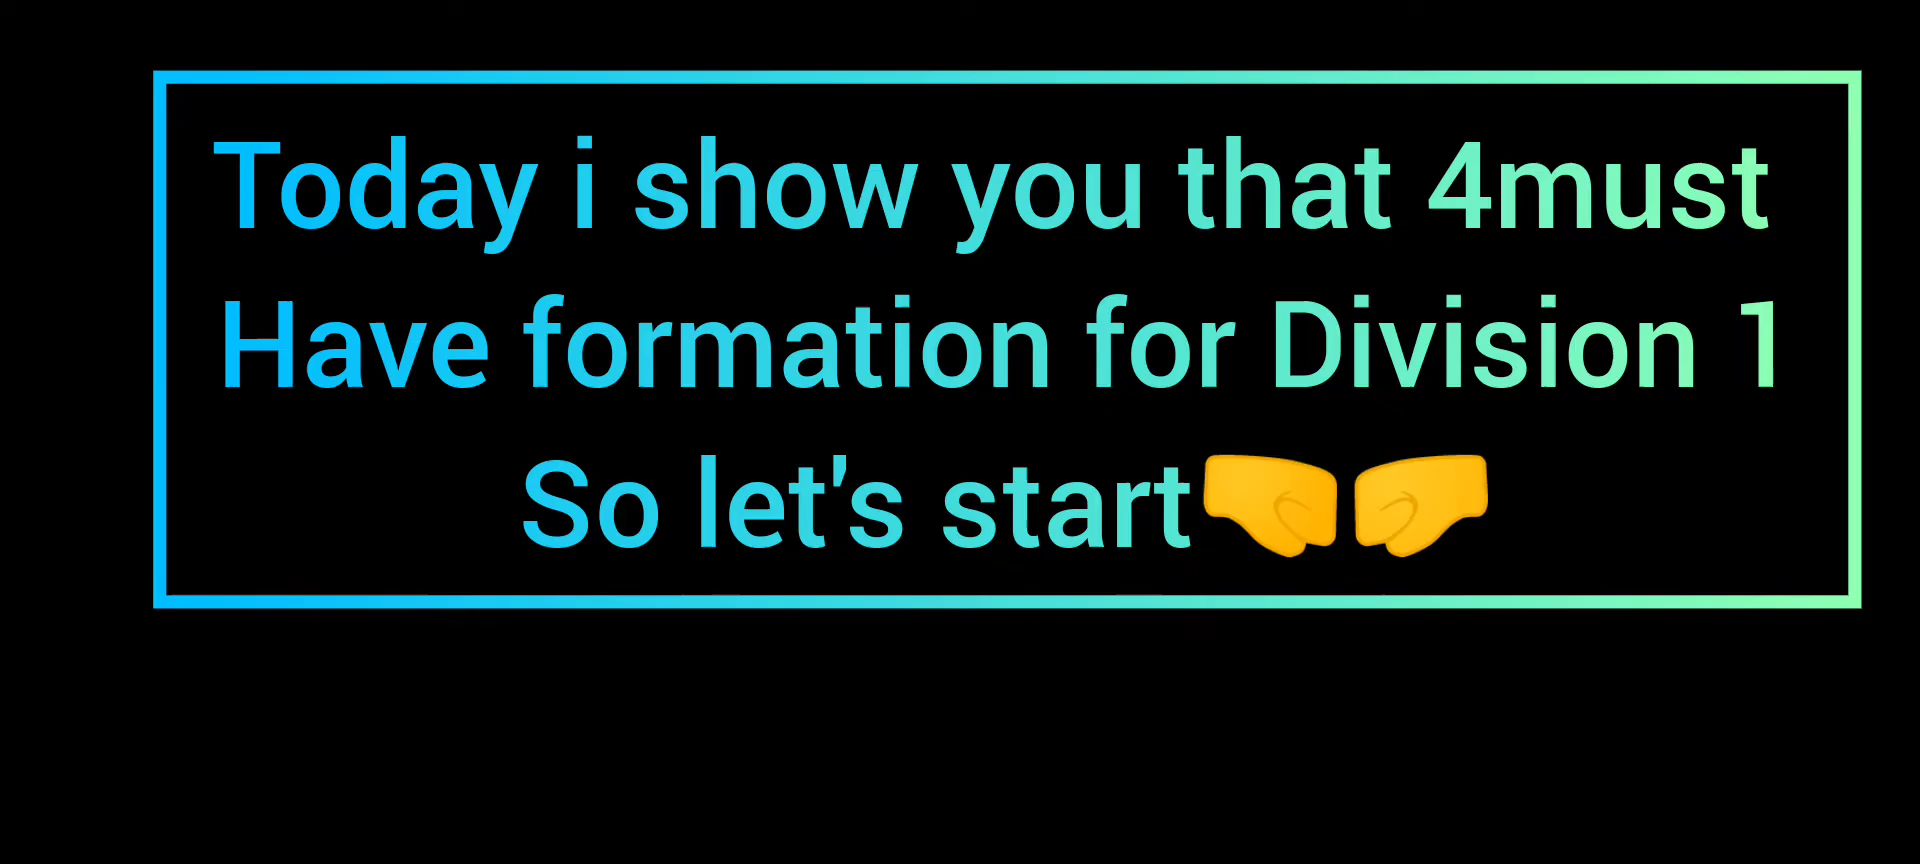 Today i show you that 4must
Have formation for Division 1
So let's start🤛🤜